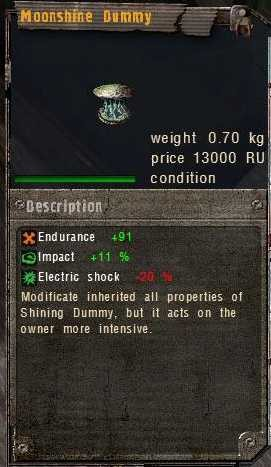 Moonshine Dummy
weight 0.70 kg
price 13000 RU
condition
Description
Endurance +91
Impact +11 %
Electric shock -20 %
Modificate inherited all properties of
Shining Dummy, but it acts on the
owner more intensive.